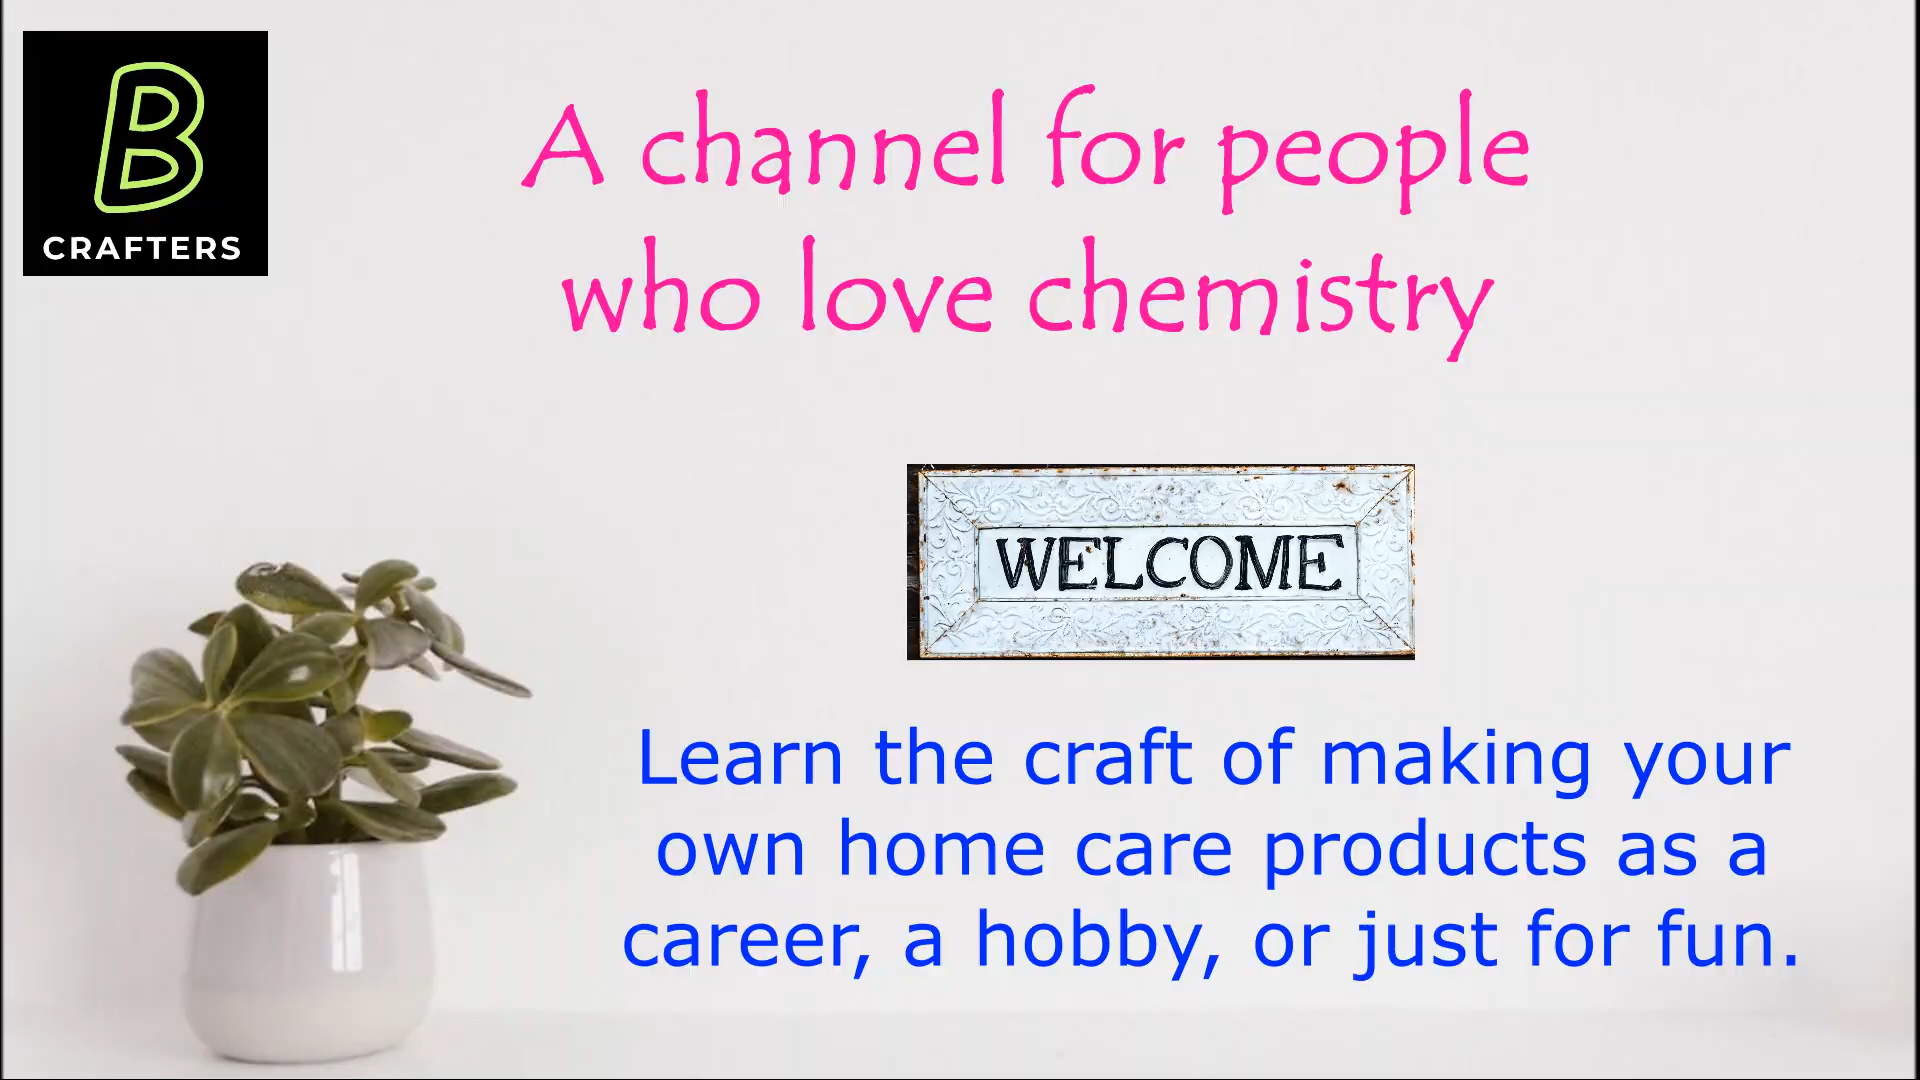 B
CRAFTERS
A channel for people
who love chemistry
WELCOME
Learn the craft of making your
own home care products as a
career, a hobby, or just for fun.